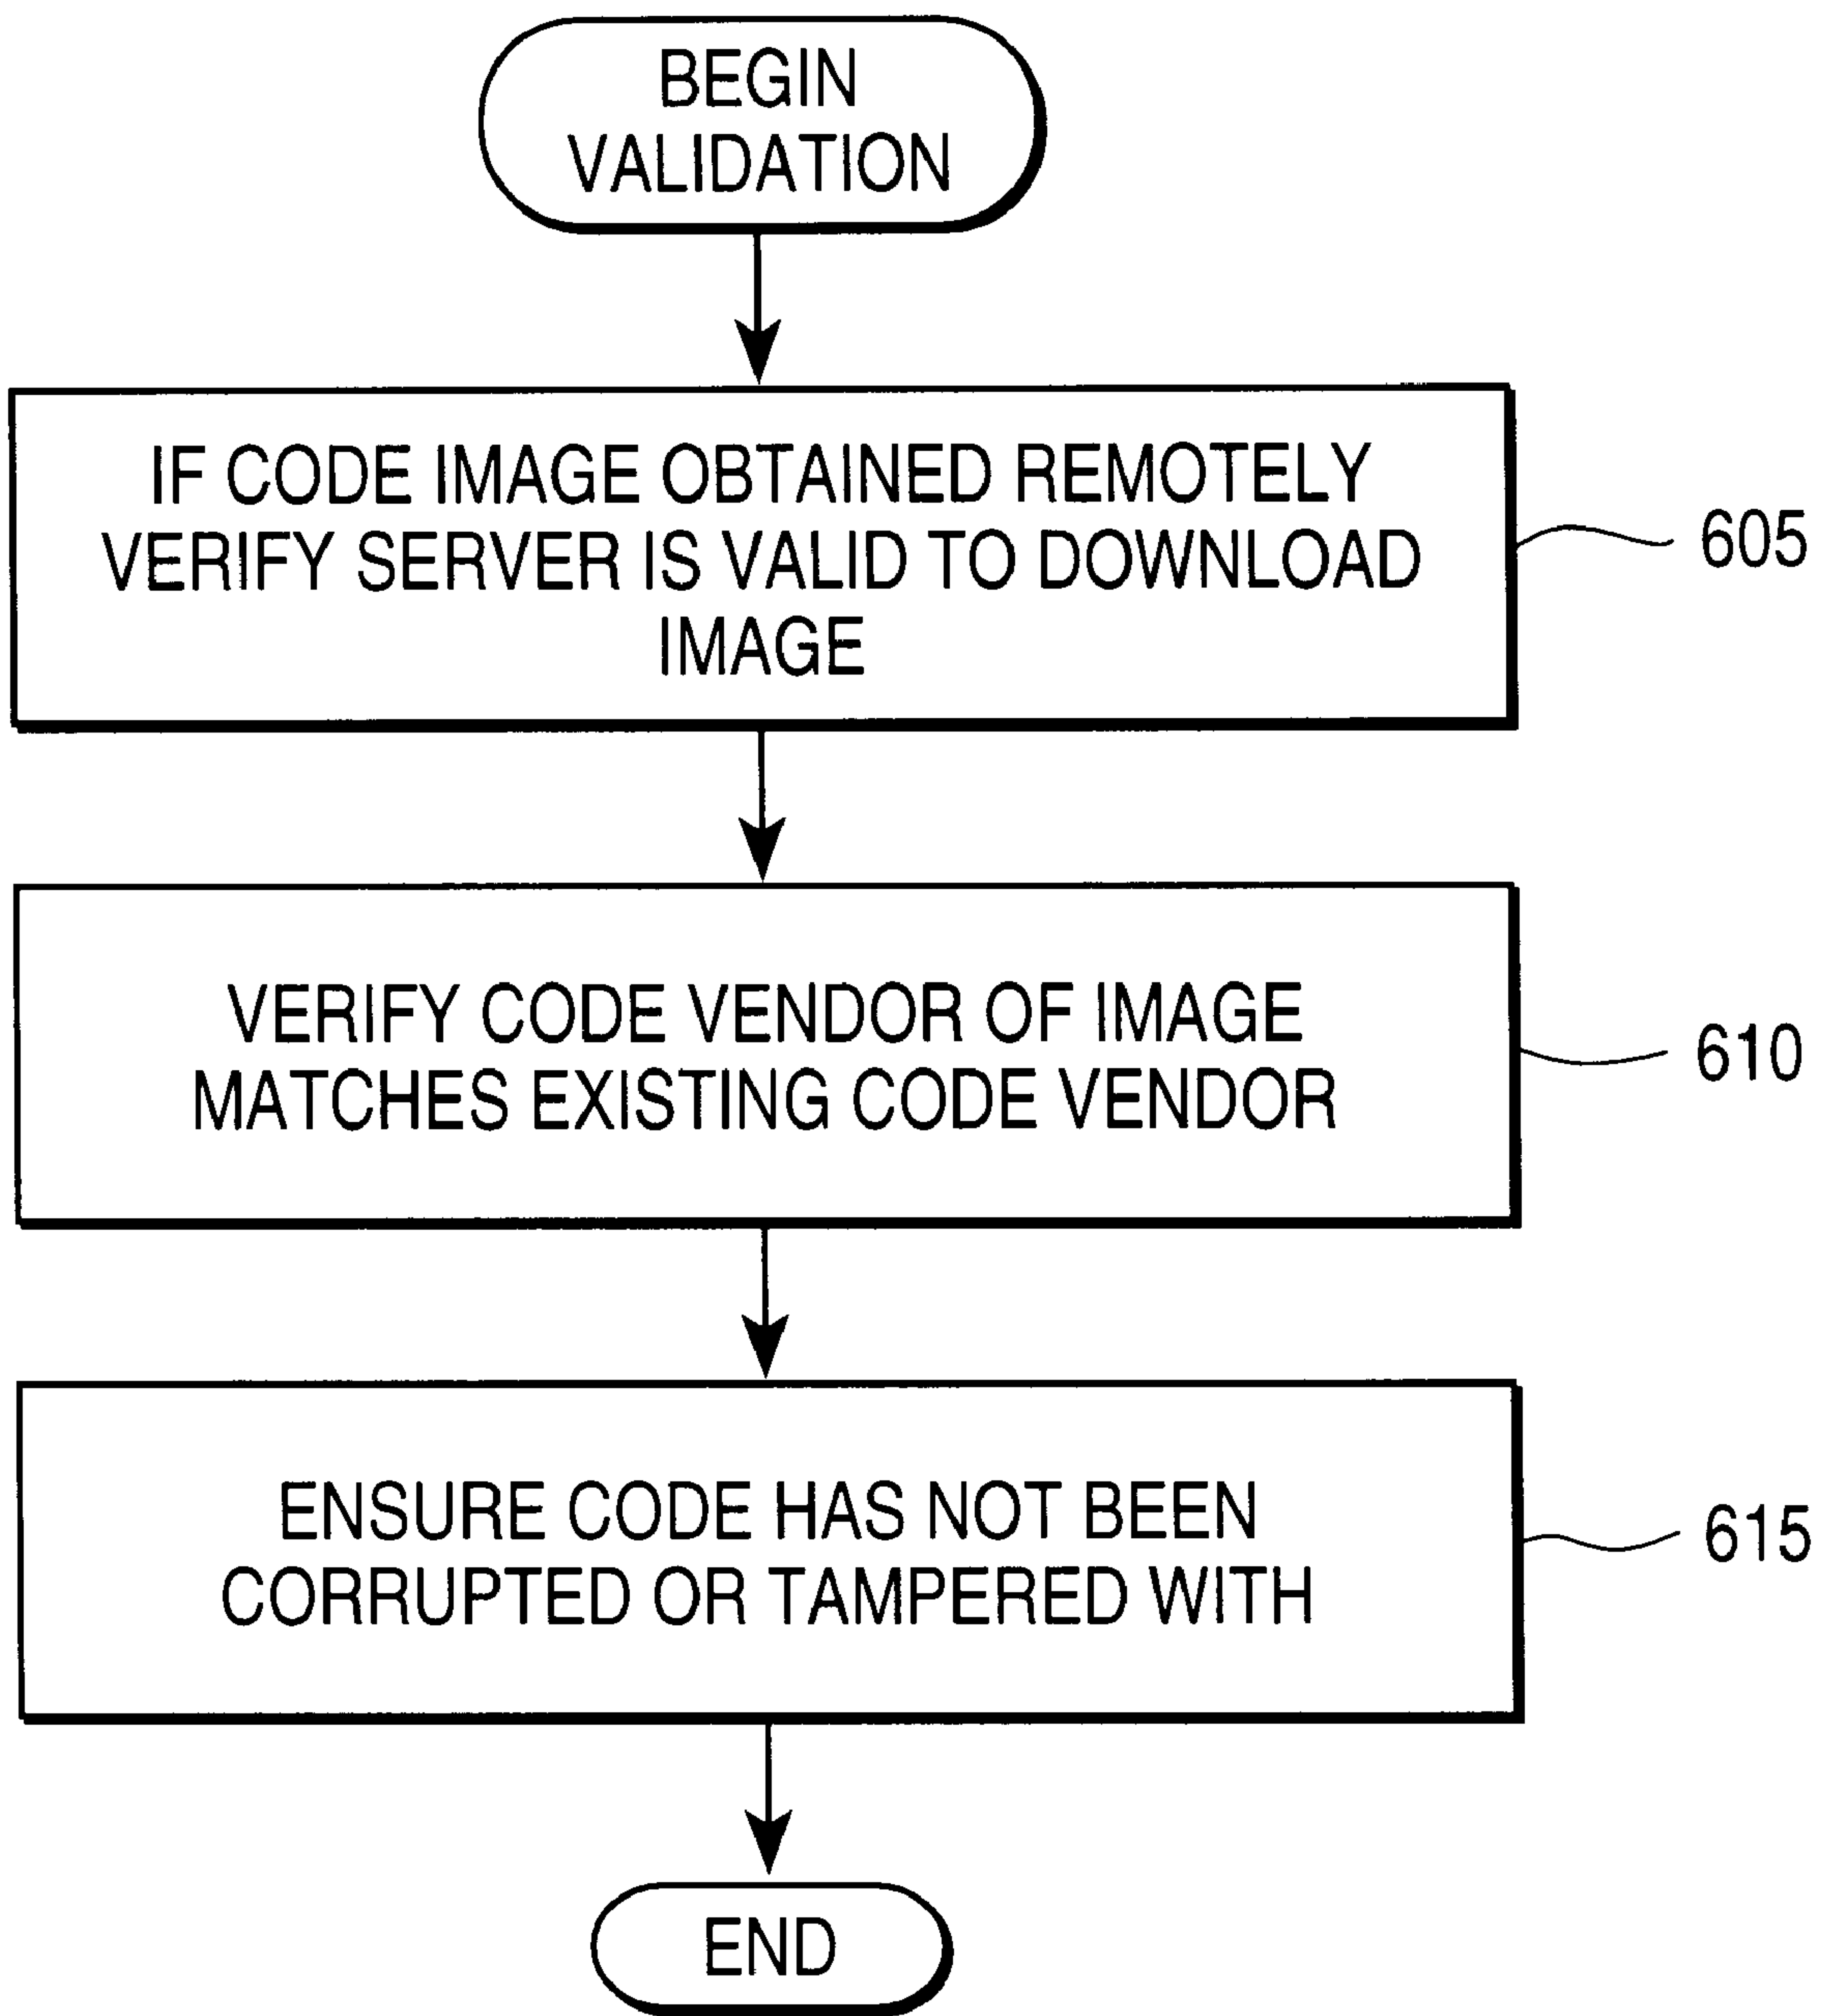 BEGIN
VALIDATION
IF CODE IMAGE OBTAINED REMOTELY
VERIFY SERVER IS VALID TO DOWNLOAD
IMAGE
605
VERIFY CODE VENDOR OF IMAGE
MATCHES EXISTING CODE VENDOR
610
ENSURE CODE HAS NOT BEEN
CORRUPTED OR TAMPERED WITH
615
END